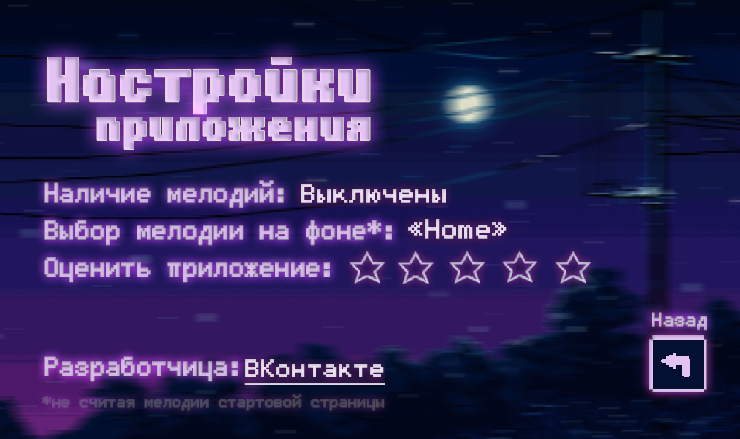 Настройки
приложения
Наличие мелодий: Выключены
Выбор мелодии на фоне*: «Home»
Оценить приложение:
Назад
Разработчица: ВКонтакте
*не считая мелодии стартовой страницы